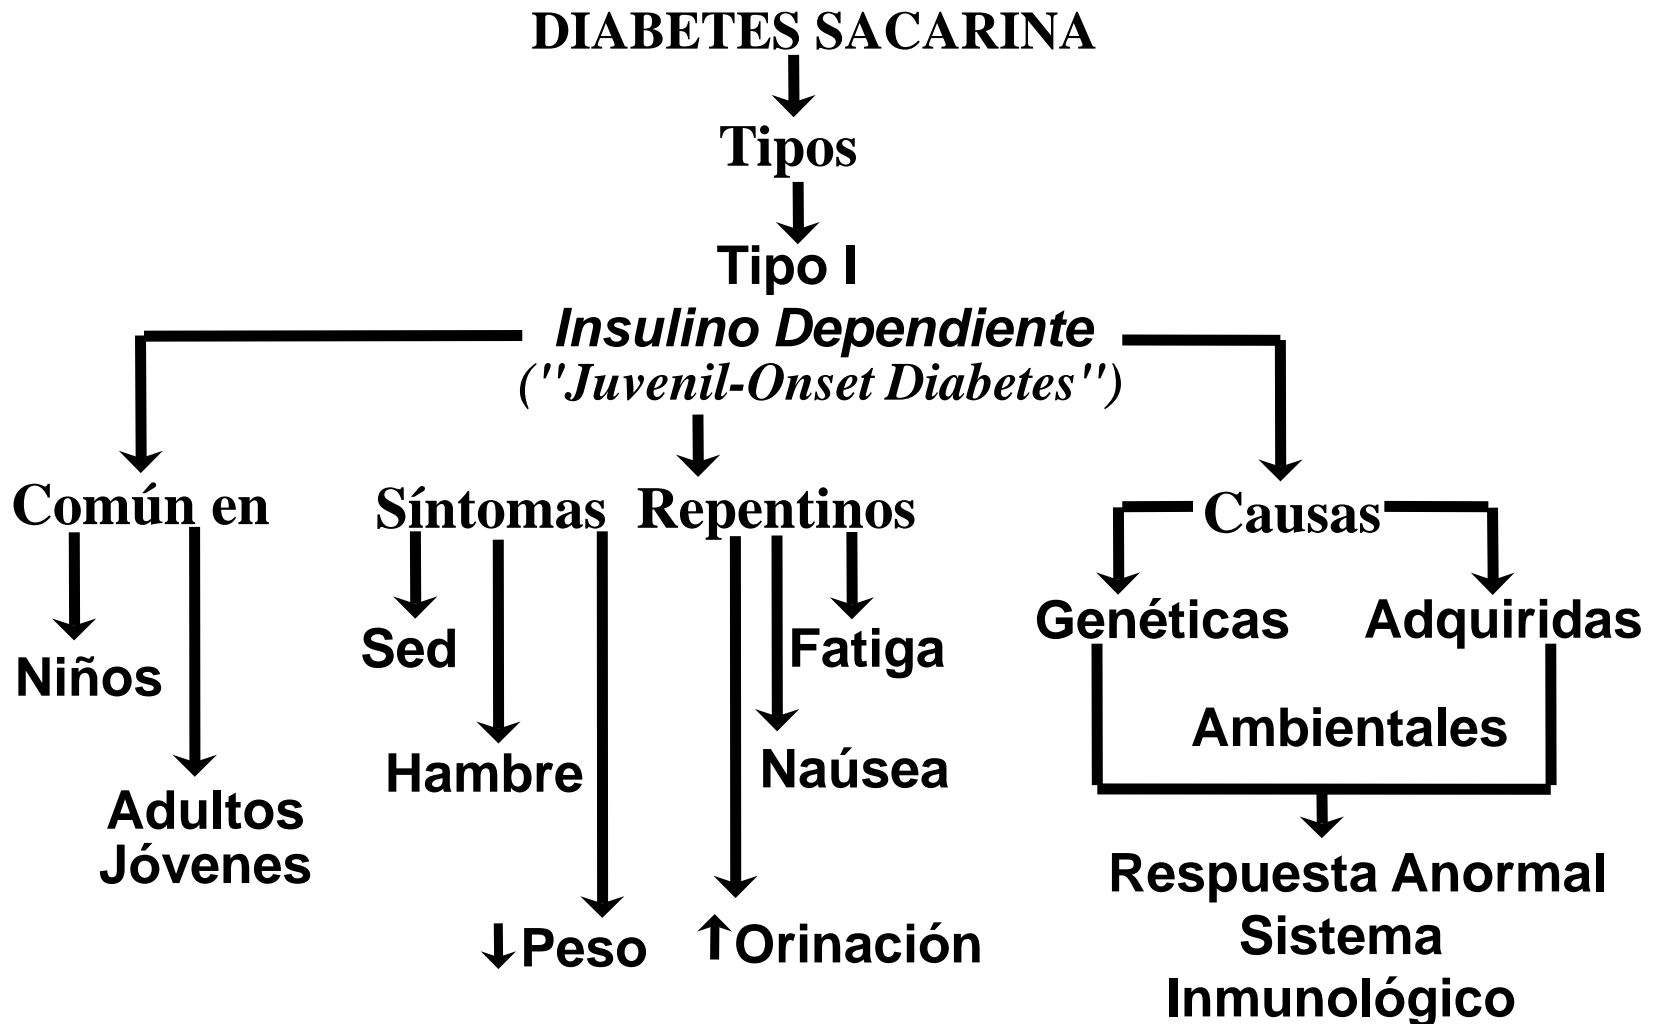 DIABETES SACARINA
Tipos
Tipo I
Insulino Dependiente
("Juvenil-Onset Diabetes")
Común en
Niños
Adultos
Jóvenes
Síntomas Repentinos
Sed
Hambre
↓Peso
↑Orinación
Naúsea
Fatiga
Causas
Genéticas
Adquiridas
Ambientales
Respuesta Anormal
Sistema
Inmunológico